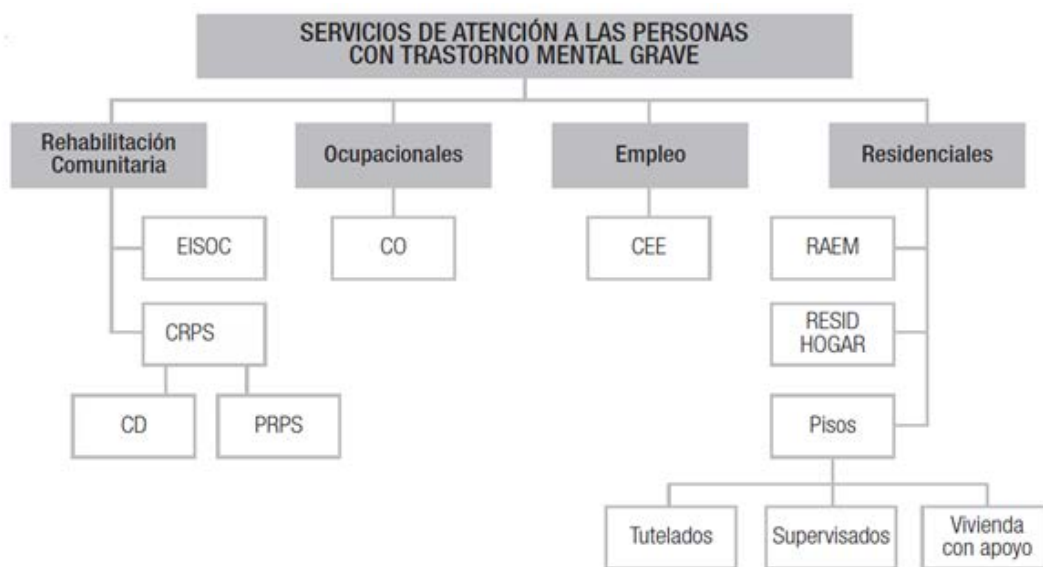 SERVICIOS DE ATENCIÓN A LAS PERSONAS
CON TRASTORNO MENTAL GRAVE
Rehabilitación
Comunitaria
Ocupacionales
Empleo
Residenciales
EISOC
CO
CEE
RAEM
CRPS
RESID
HOGAR
CD
PRPS
Pisos
Tutelados
Supervisados
Vivienda
con apoyo